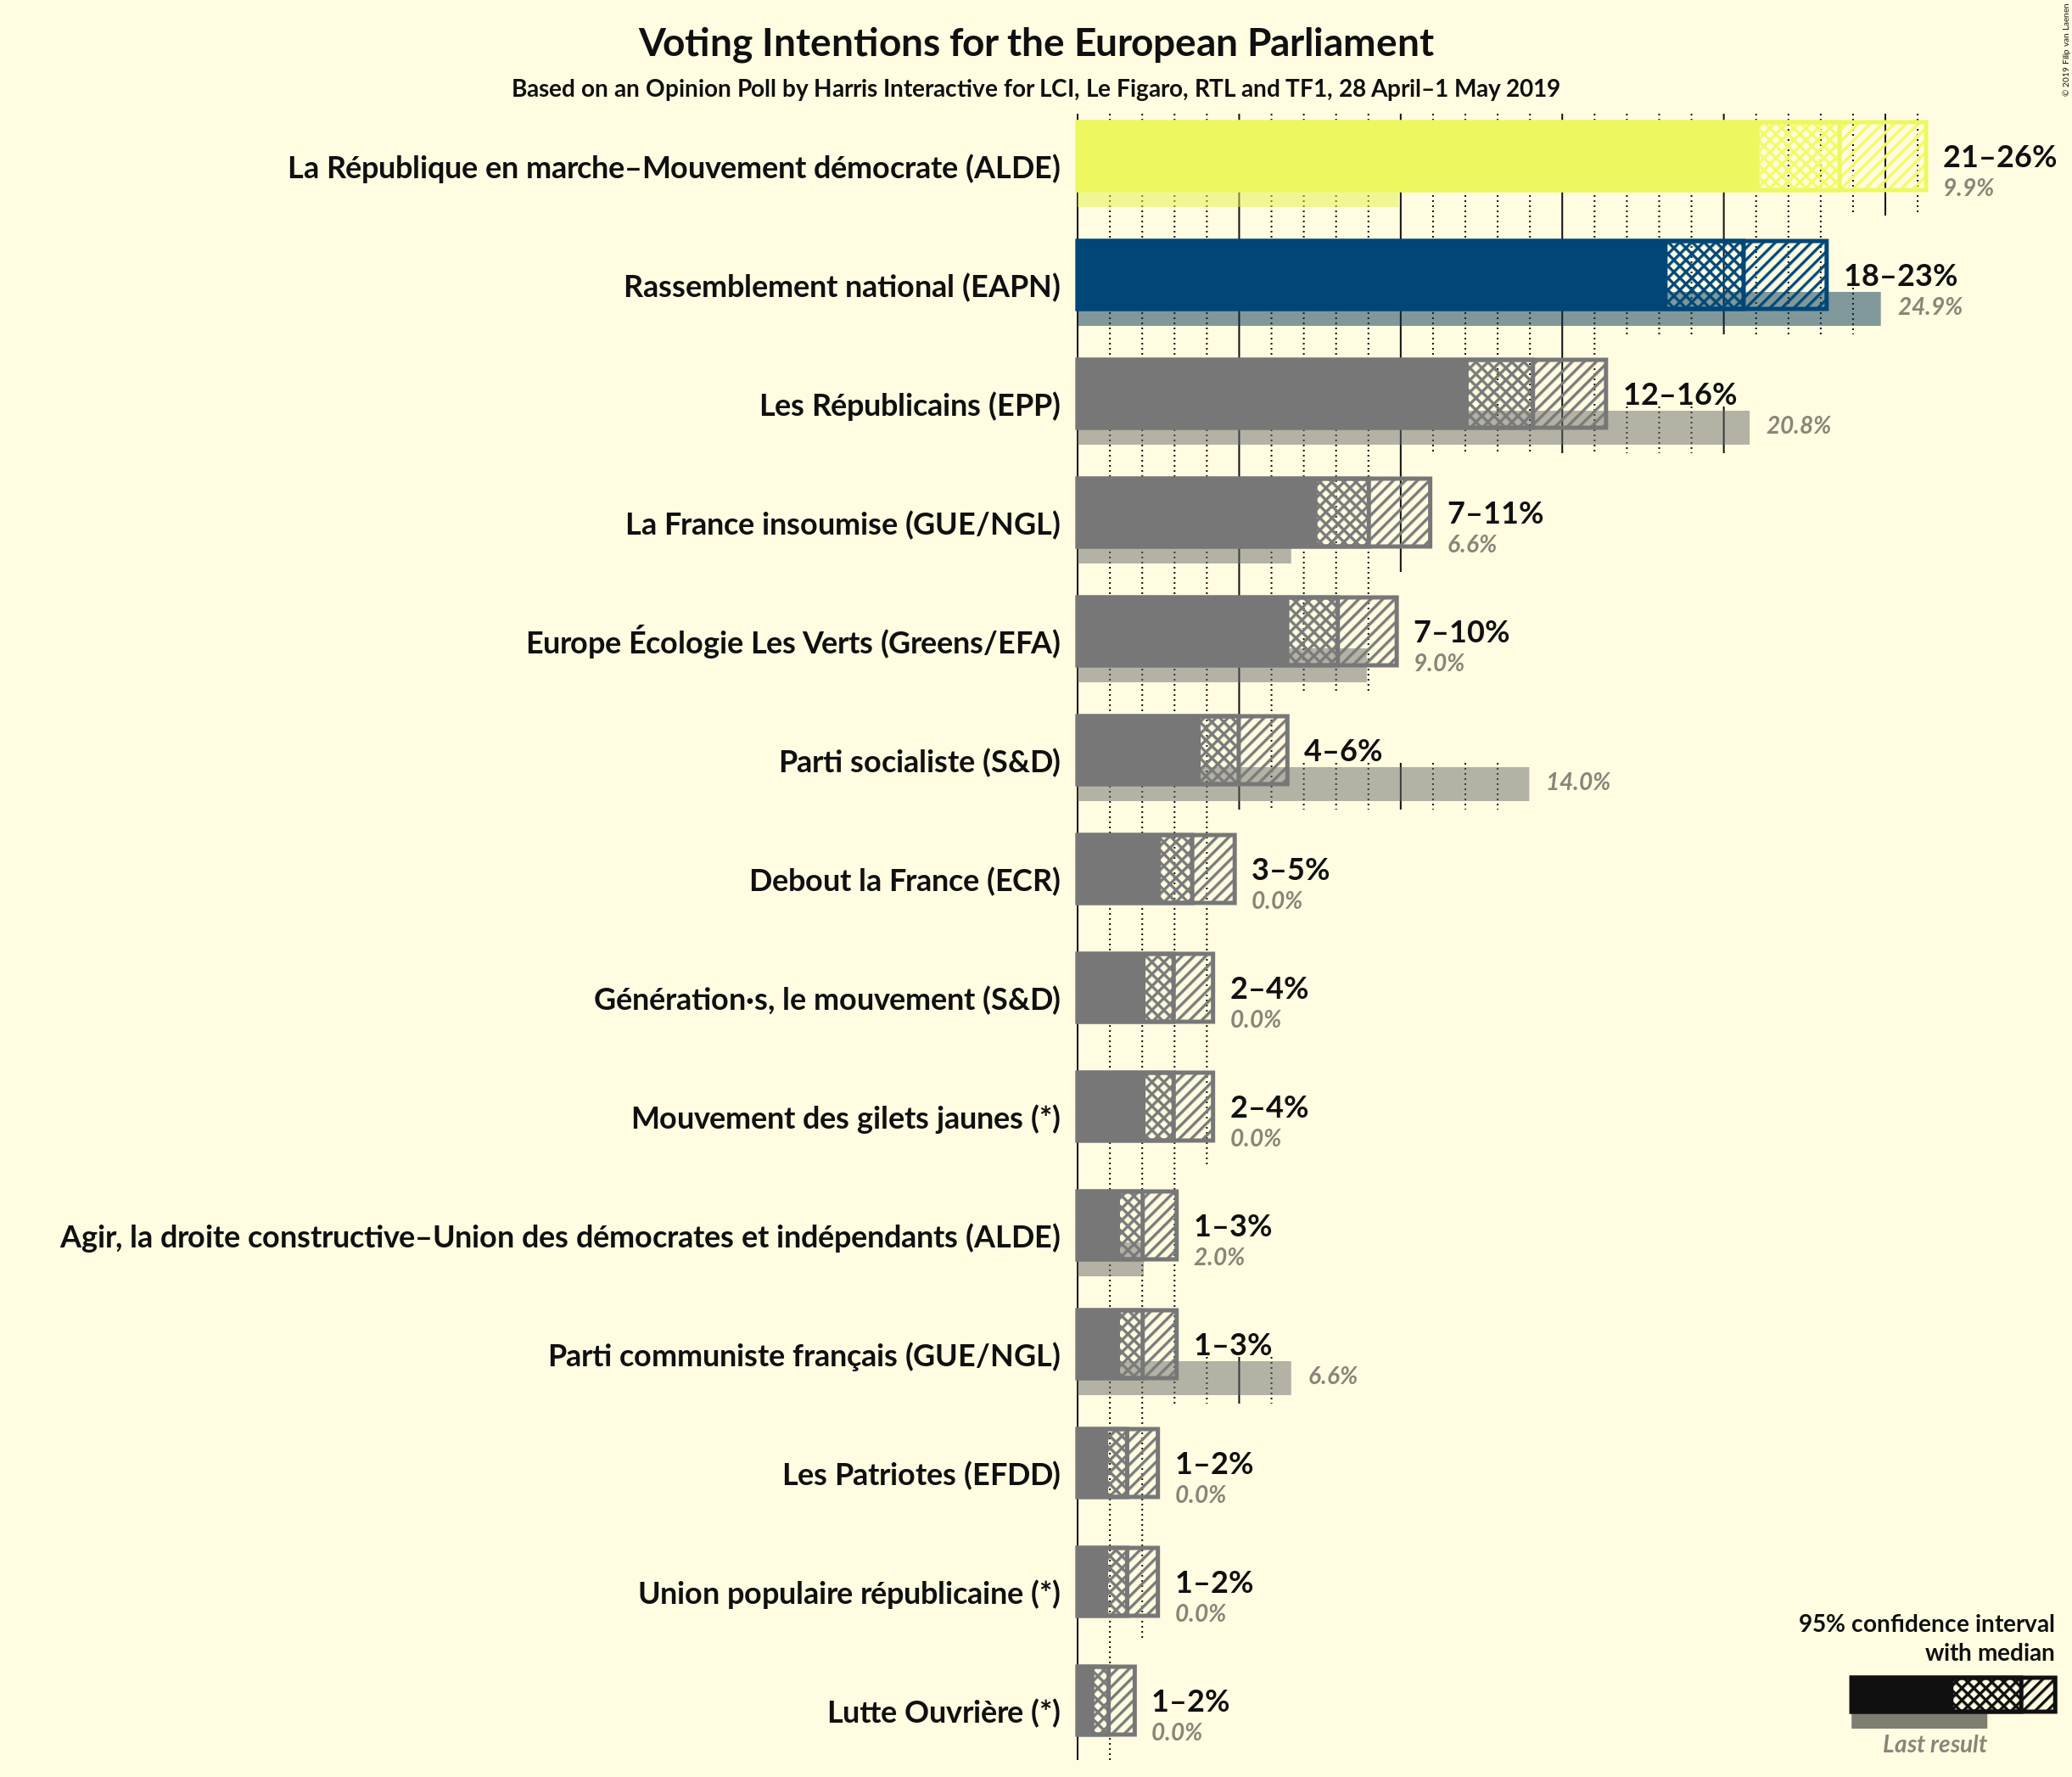 Voting Intentions for the European Parliament
Based on an Opinion Poll by Harris Interactive for LCI, Le Figaro, RTL and TF1, 28 April–1 May 2019
© 2019 Filip van Laenen
La République en marche–Mouvement démocrate (ALDE)
21–26%
9.9%
Rassemblement national (EAPN)
18–23%
24.9%
Les Républicains (EPP)
12–16%
20.8%
La France insoumise (GUE/NGL)
7–11%
6.6%
Europe Écologie Les Verts (Greens/EFA)
7–10%
9.0%
Parti socialiste (S&D)
4–6%
14.0%
Debout la France (ECR)
3–5%
0.0%
Génération·s, le mouvement (S&D)
2–4%
0.0%
Mouvement des gilets jaunes (*)
2–4%
0.0%
Agir, la droite constructive–Union des démocrates et indépendants (ALDE)
1–3%
2.0%
Parti communiste français (GUE/NGL)
1–3%
6.6%
Les Patriotes (EFDD)
1–2%
0.0%
Union populaire républicaine (*)
1–2%
0.0%
Lutte Ouvrière (*)
1–2%
0.0%
95% confidence interval
with median
Last result